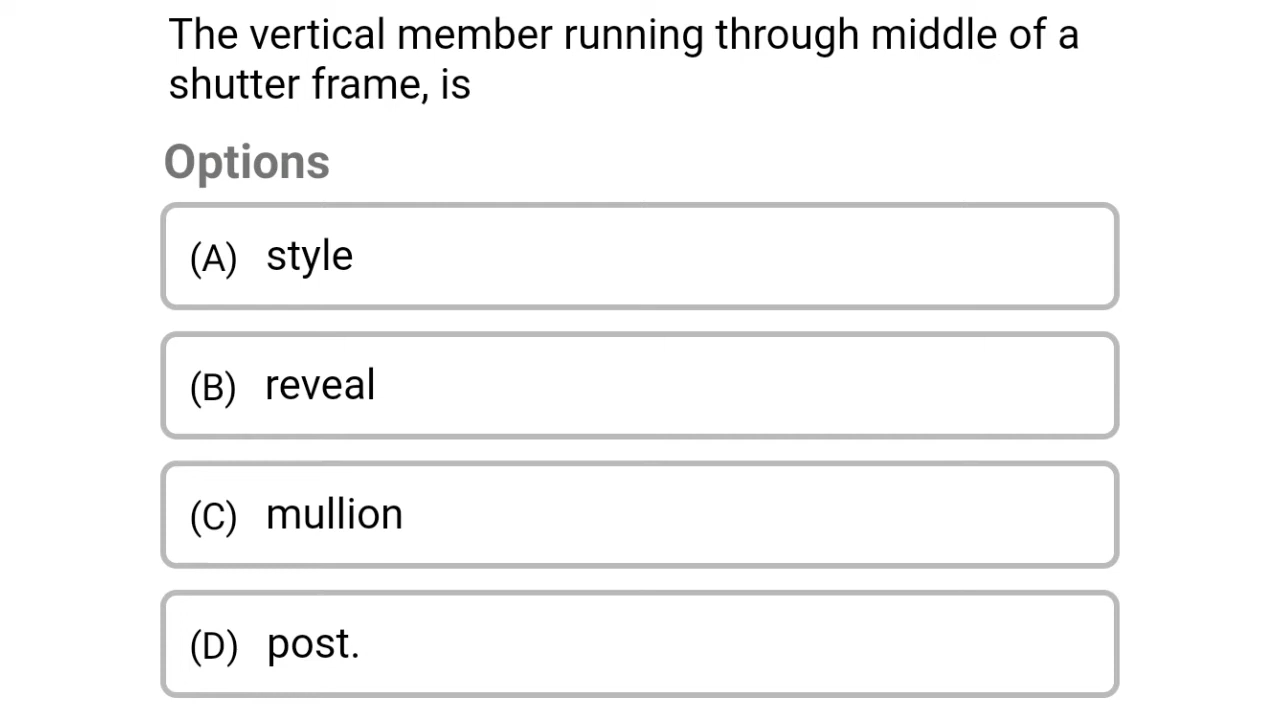 The vertical member running through middle of a
shutter frame, is
Options
(A) style
(B) reveal
(C) mullion
(D) post.